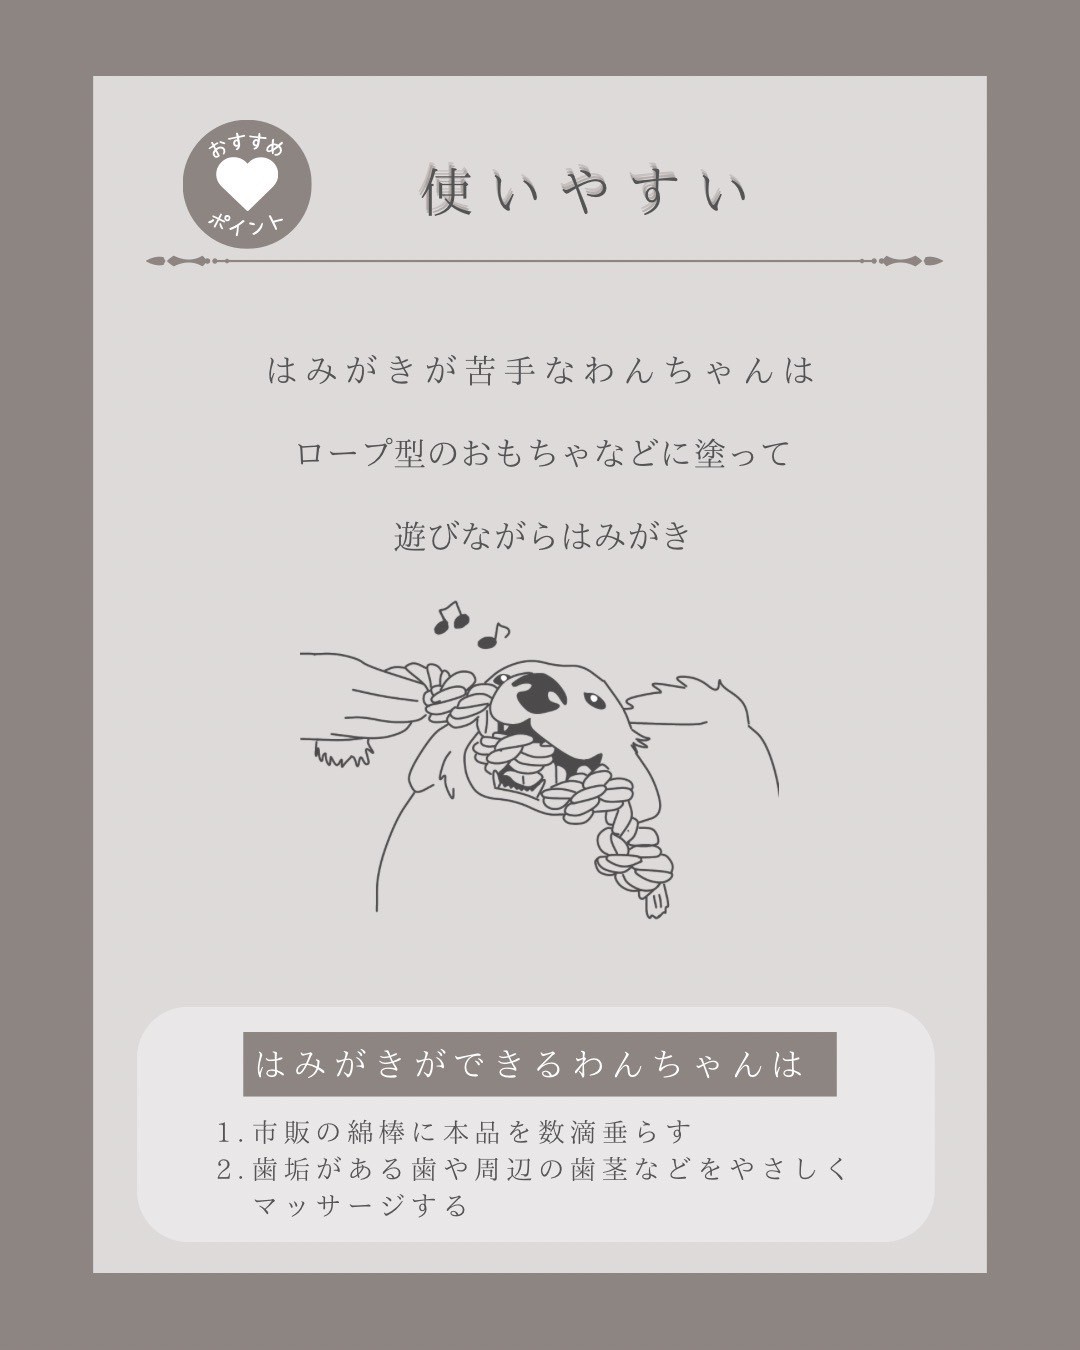 おすすめ
ポイント
使いやすい
はみがきが苦手なわんちゃんは
ロープ型のおもちゃなどに塗って
遊びながらはみがき
はみがきができるわんちゃんは
1.市販の綿棒に本品を数滴垂らす
2.歯垢がある歯や周辺の歯茎などをやさしく
マッサージする